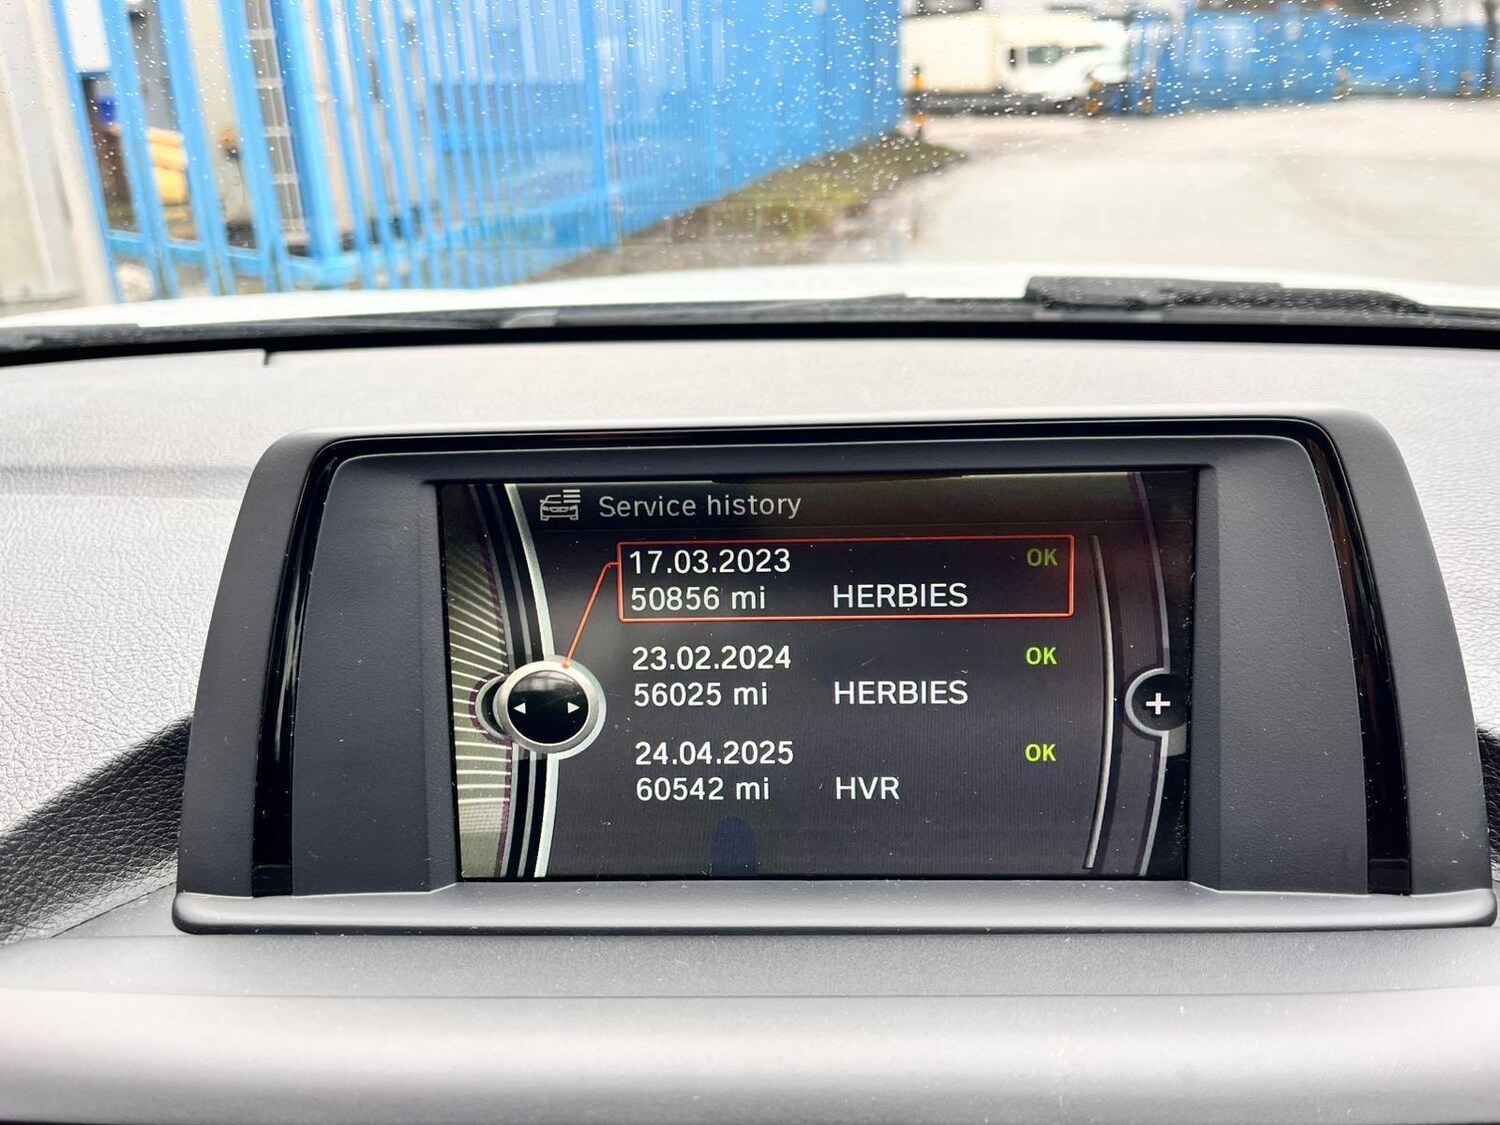 Service history
17.03.2023 OK
50856 mi HERBIES
23.02.2024 OK
56025 mi HERBIES
24.04.2025 OK
60542 mi HVR